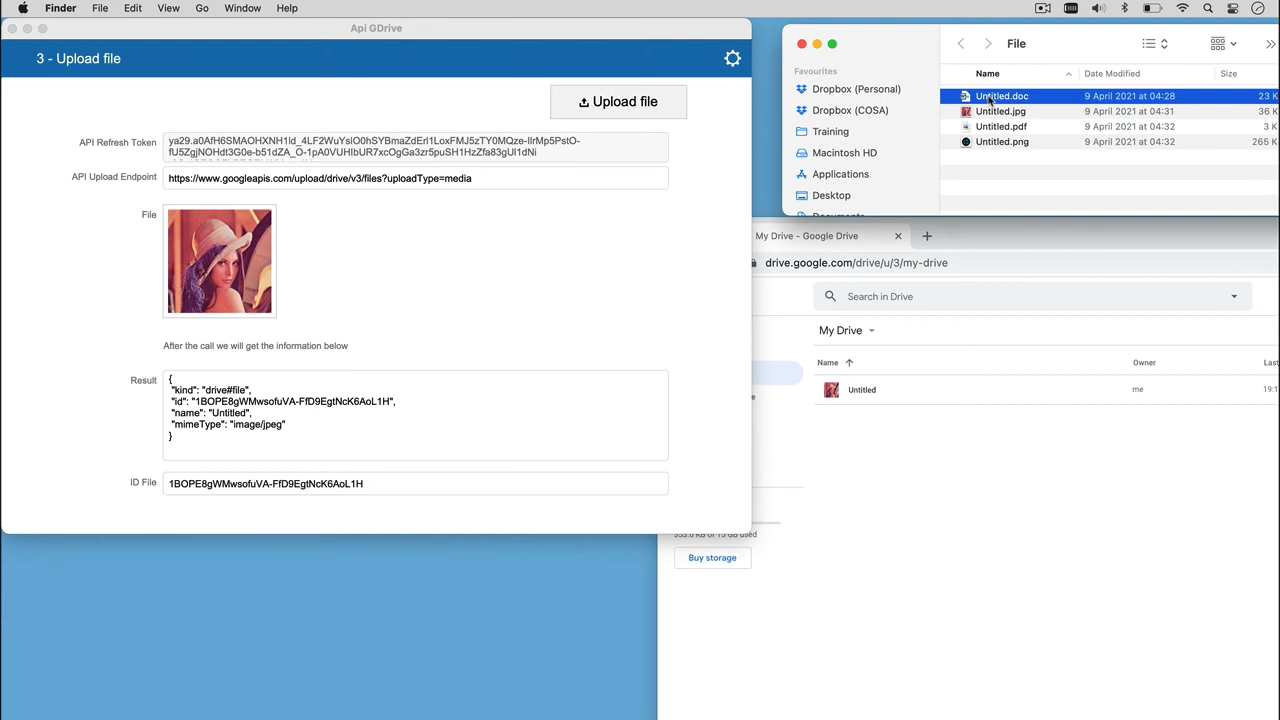 Finder File Edit View Go Window Help
Api GDrive
3 - Upload file
Upload file
API Refresh Token
API Upload Endpoint
https://www.googleapis.com/upload/drive/v3/files?uploadType=media
File
After the call we will get the information below
Result
{
"kind": "drive#file",
"id": "1BOPE8gWMwsofuVA-FfD9EgtNcK6AoL1H",
"name": "Untitled",
"mimeType": "image/jpeg"
}
ID File
1BOPE8gWMwsofuVA-FfD9EgtNcK6AoL1H
File
Favourites
Dropbox (Personal)
Dropbox (COSA)
Training
Macintosh HD
Applications
Desktop
Name Date Modified Size
Untitled.doc 9 April 2021 at 04:28 23 K
Untitled.jpg 9 April 2021 at 04:31 36 K
Untitled.pdf 9 April 2021 at 04:32 3 K
Untitled.png 9 April 2021 at 04:32 265 K
My Drive - Google Drive
drive.google.com/drive/u/3/my-drive
Search in Drive
My Drive
Name Owner Last
Untitled me 19:1
GB used
Buy storage